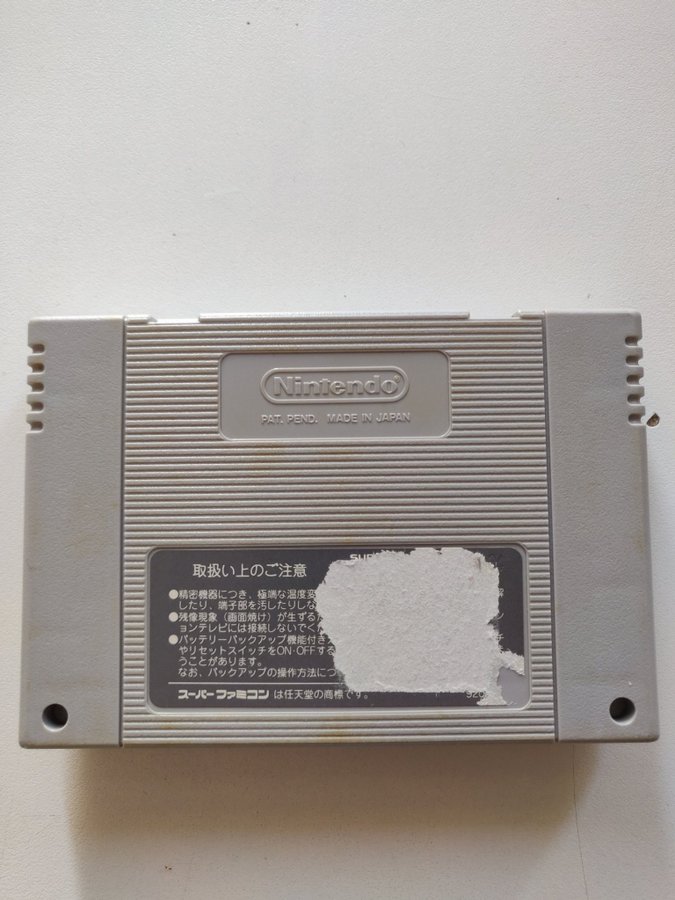 Nintendo®
PAT. PEND. MADE IN JAPAN
取扱い上のご注意
●精密機器につき、極端な温度変
したり、端子部を汚したりしな
●残像現象(画面焼け)が生ずるた
ョンテレビには接続しないでくだ
●バッテリーバックアップ機能付き
やリセットスイッチをON・OFFする
うことがあります。
なお、バックアップの操作方法につ
スーパーファミコンは任天堂の商標です。
920